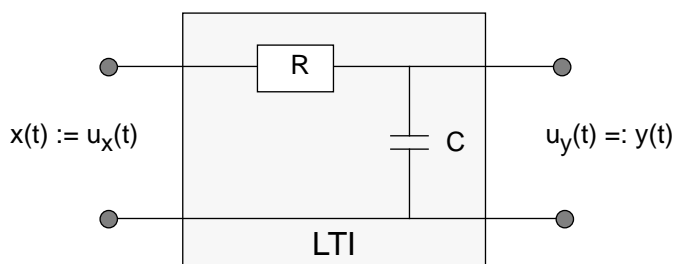 R
x(t) := u_x(t)
C
u_y(t) =: y(t)
LTI